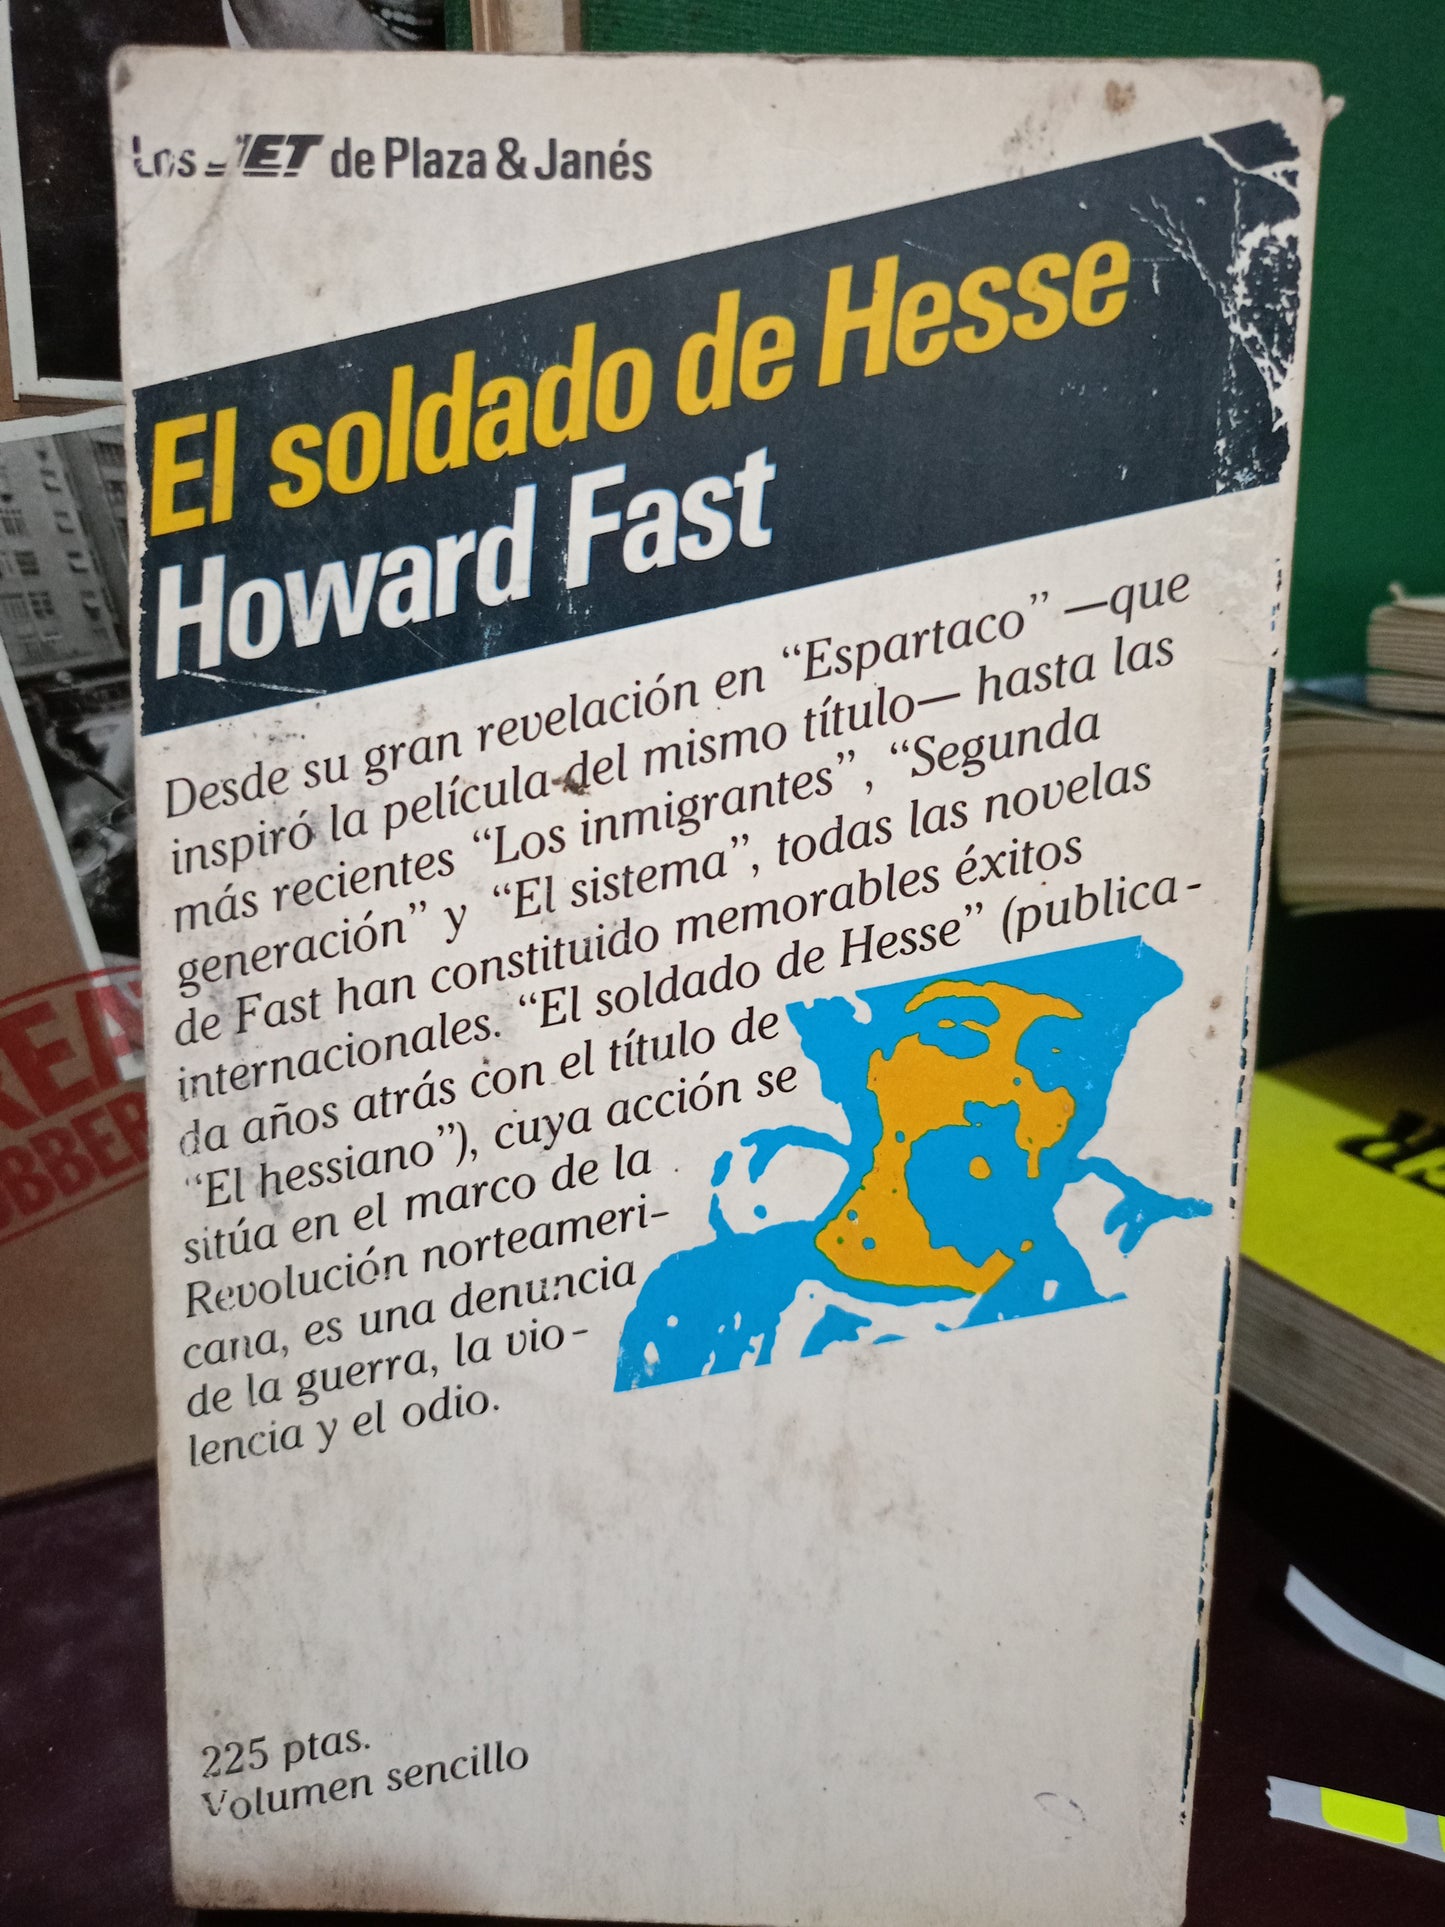 Los JET de Plaza & Janés
El soldado de Hesse
Howard Fast
Desde su gran revelación en “Espartaco” —que
inspiró la película del mismo título— hasta las
más recientes “Los inmigrantes”, “Segunda
generación” y “El sistema”, todas las novelas
de Fast han constituido memorables éxitos
internacionales. “El soldado de Hesse” (publica-
da años atrás con el título de
“El hessiano”), cuya acción se
sitúa en el marco de la
Revolución norteameri-
cana, es una denuncia
de la guerra, la vio-
lencia y el odio.
225 ptas.
Volumen sencillo